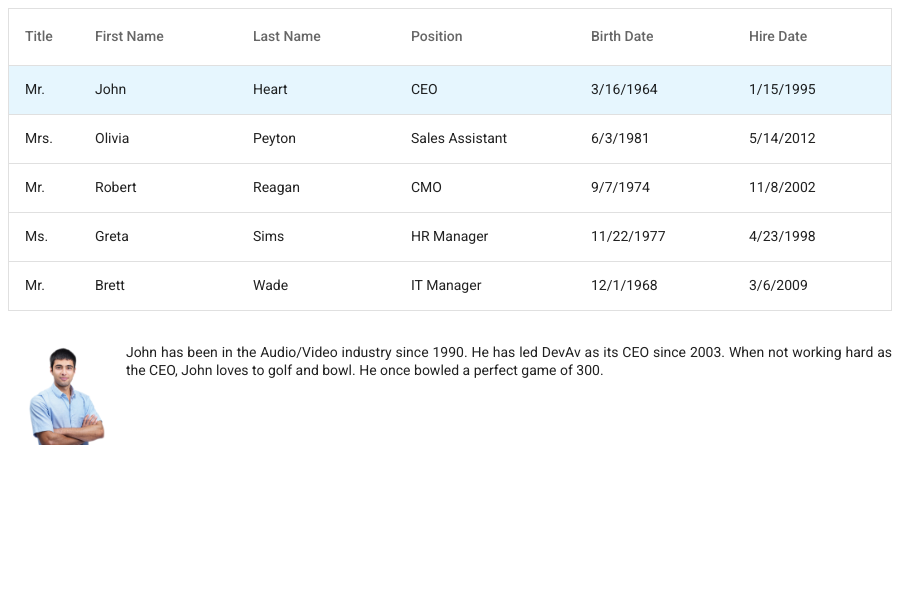 Title First Name Last Name Position Birth Date Hire Date
Mr. John Heart CEO 3/16/1964 1/15/1995
Mrs. Olivia Peyton Sales Assistant 6/3/1981 5/14/2012
Mr. Robert Reagan CMO 9/7/1974 11/8/2002
Ms. Greta Sims HR Manager 11/22/1977 4/23/1998
Mr. Brett Wade IT Manager 12/1/1968 3/6/2009
John has been in the Audio/Video industry since 1990. He has led DevAv as its CEO since 2003. When not working hard as
the CEO, John loves to golf and bowl. He once bowled a perfect game of 300.